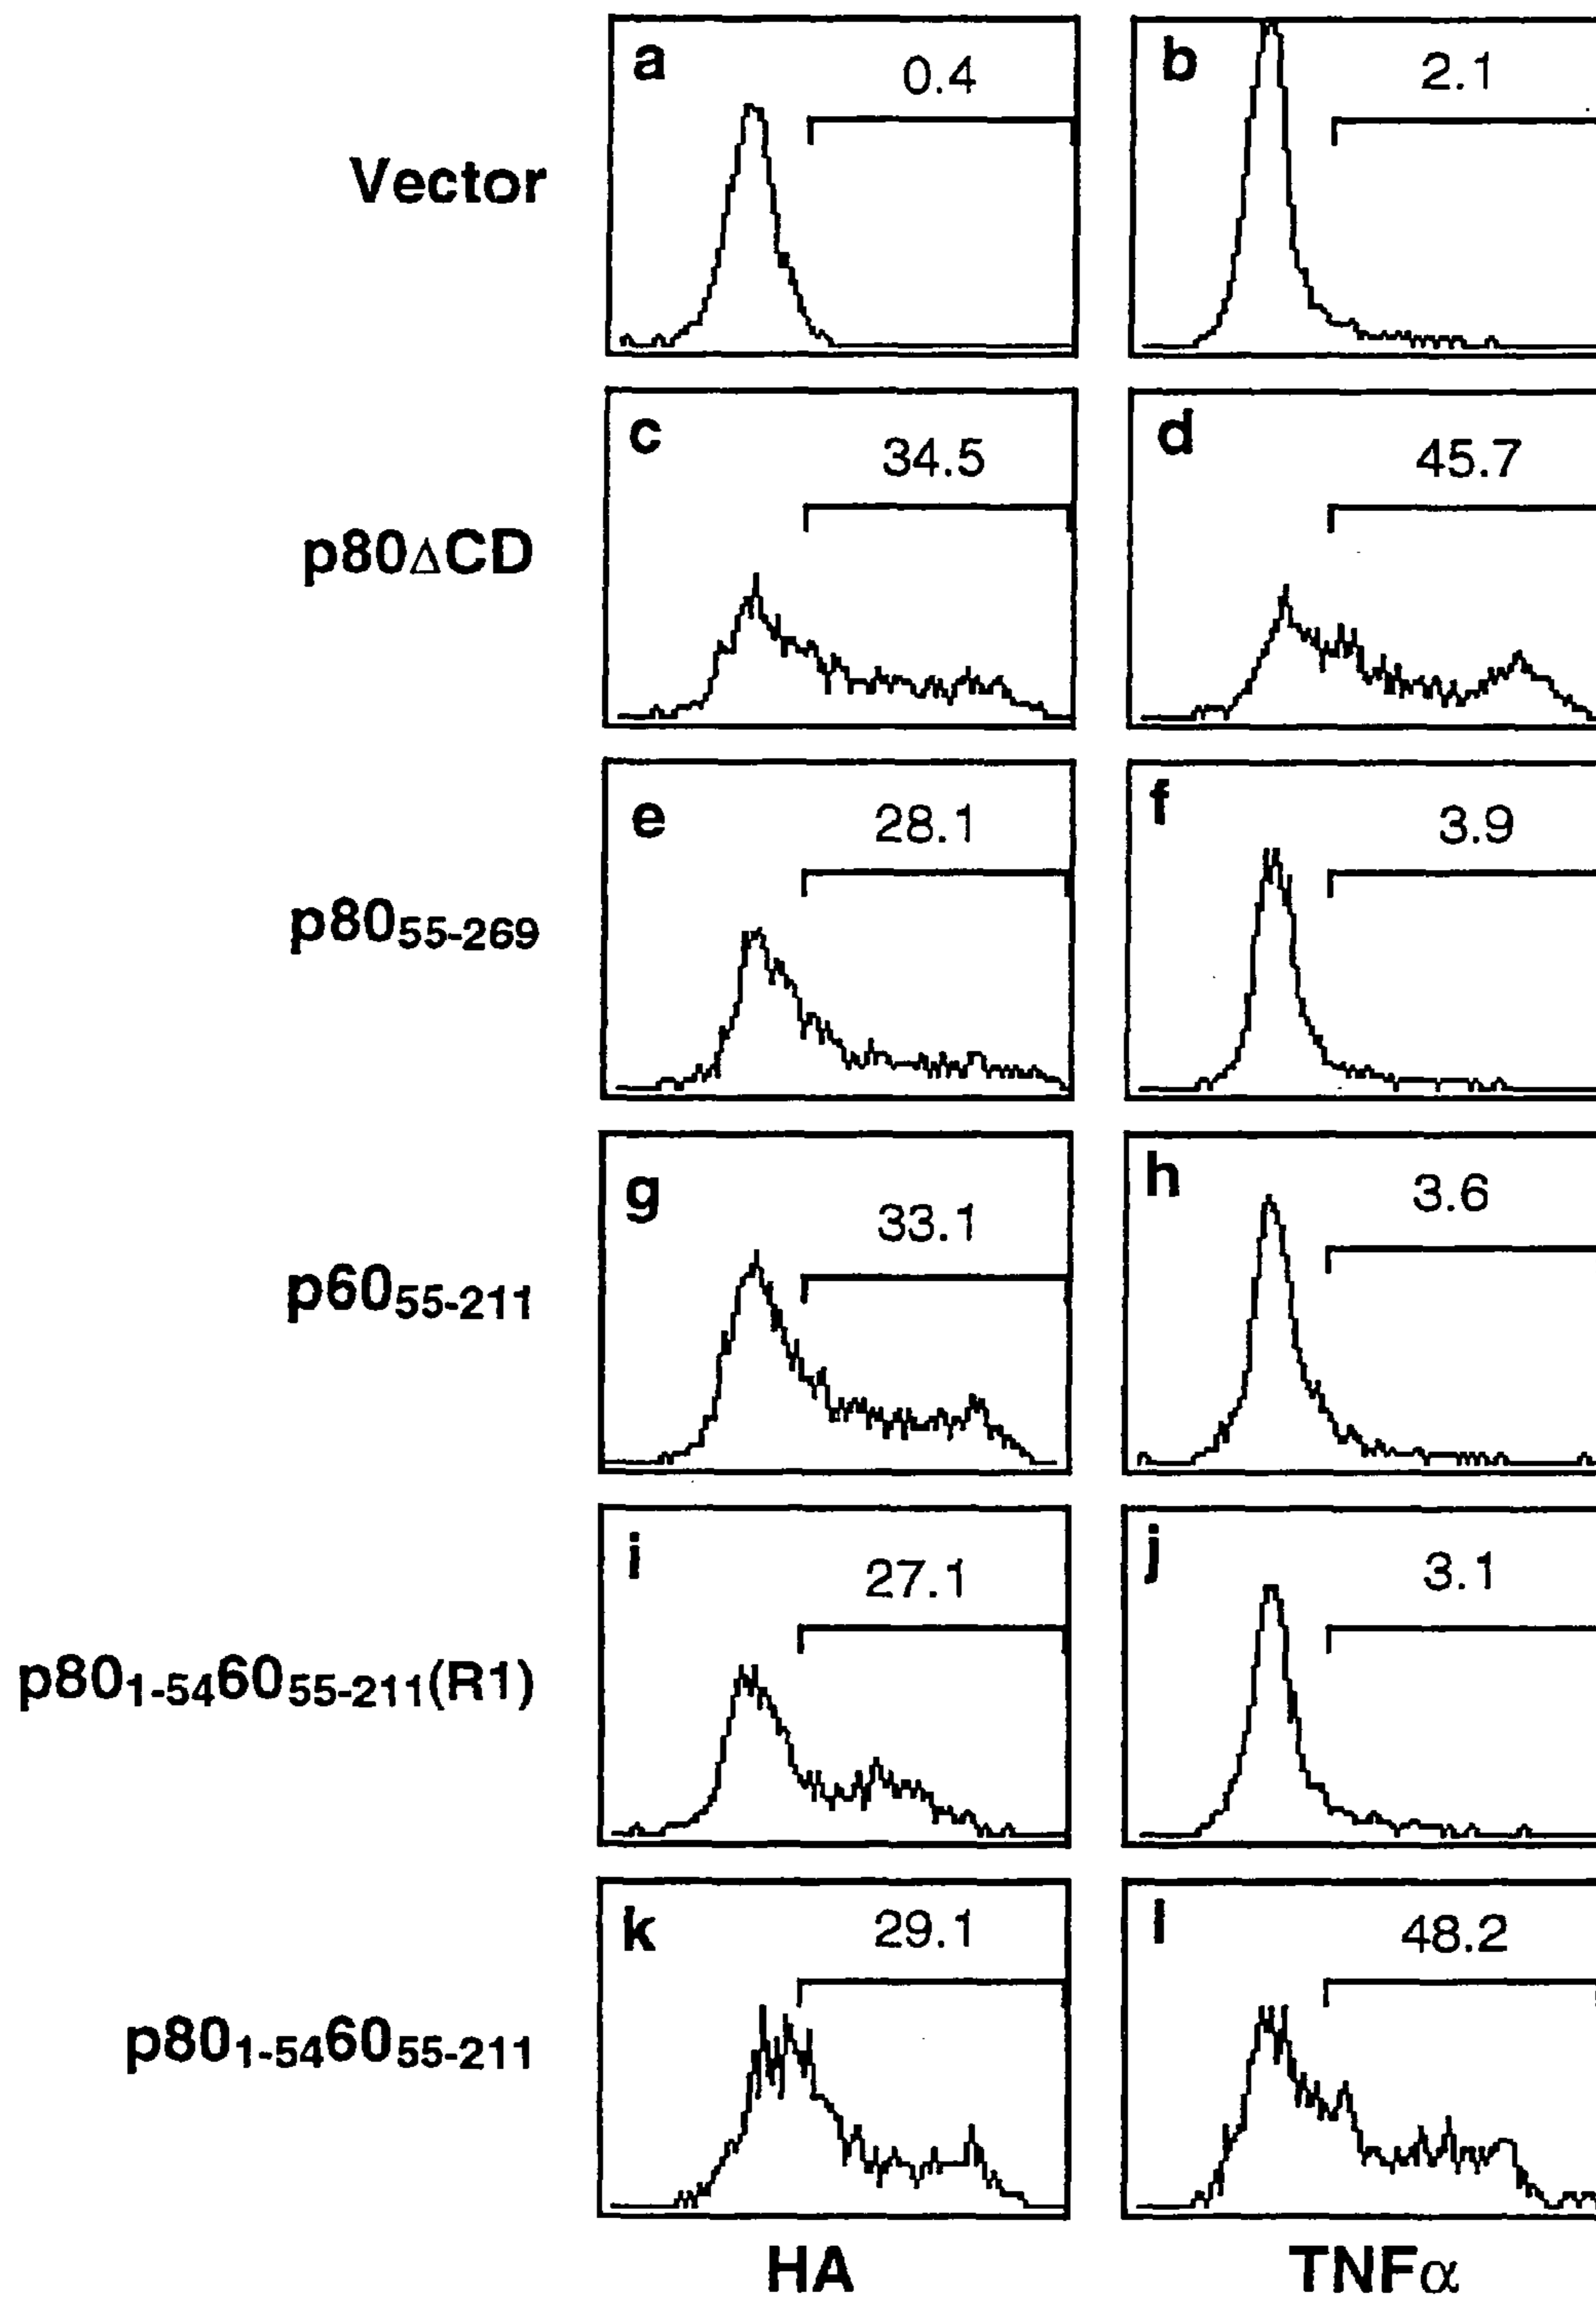 a 0.4 b 2.1
Vector
c 34.5 d 45.7
p80ΔCD
e 28.1 f 3.9
p8055-269
g 33.1 h 3.6
p6055-211
i 27.1 j 3.1
p801-546055-211(R1)
k 29.1 l 48.2
p801-546055-211
HA TNFα